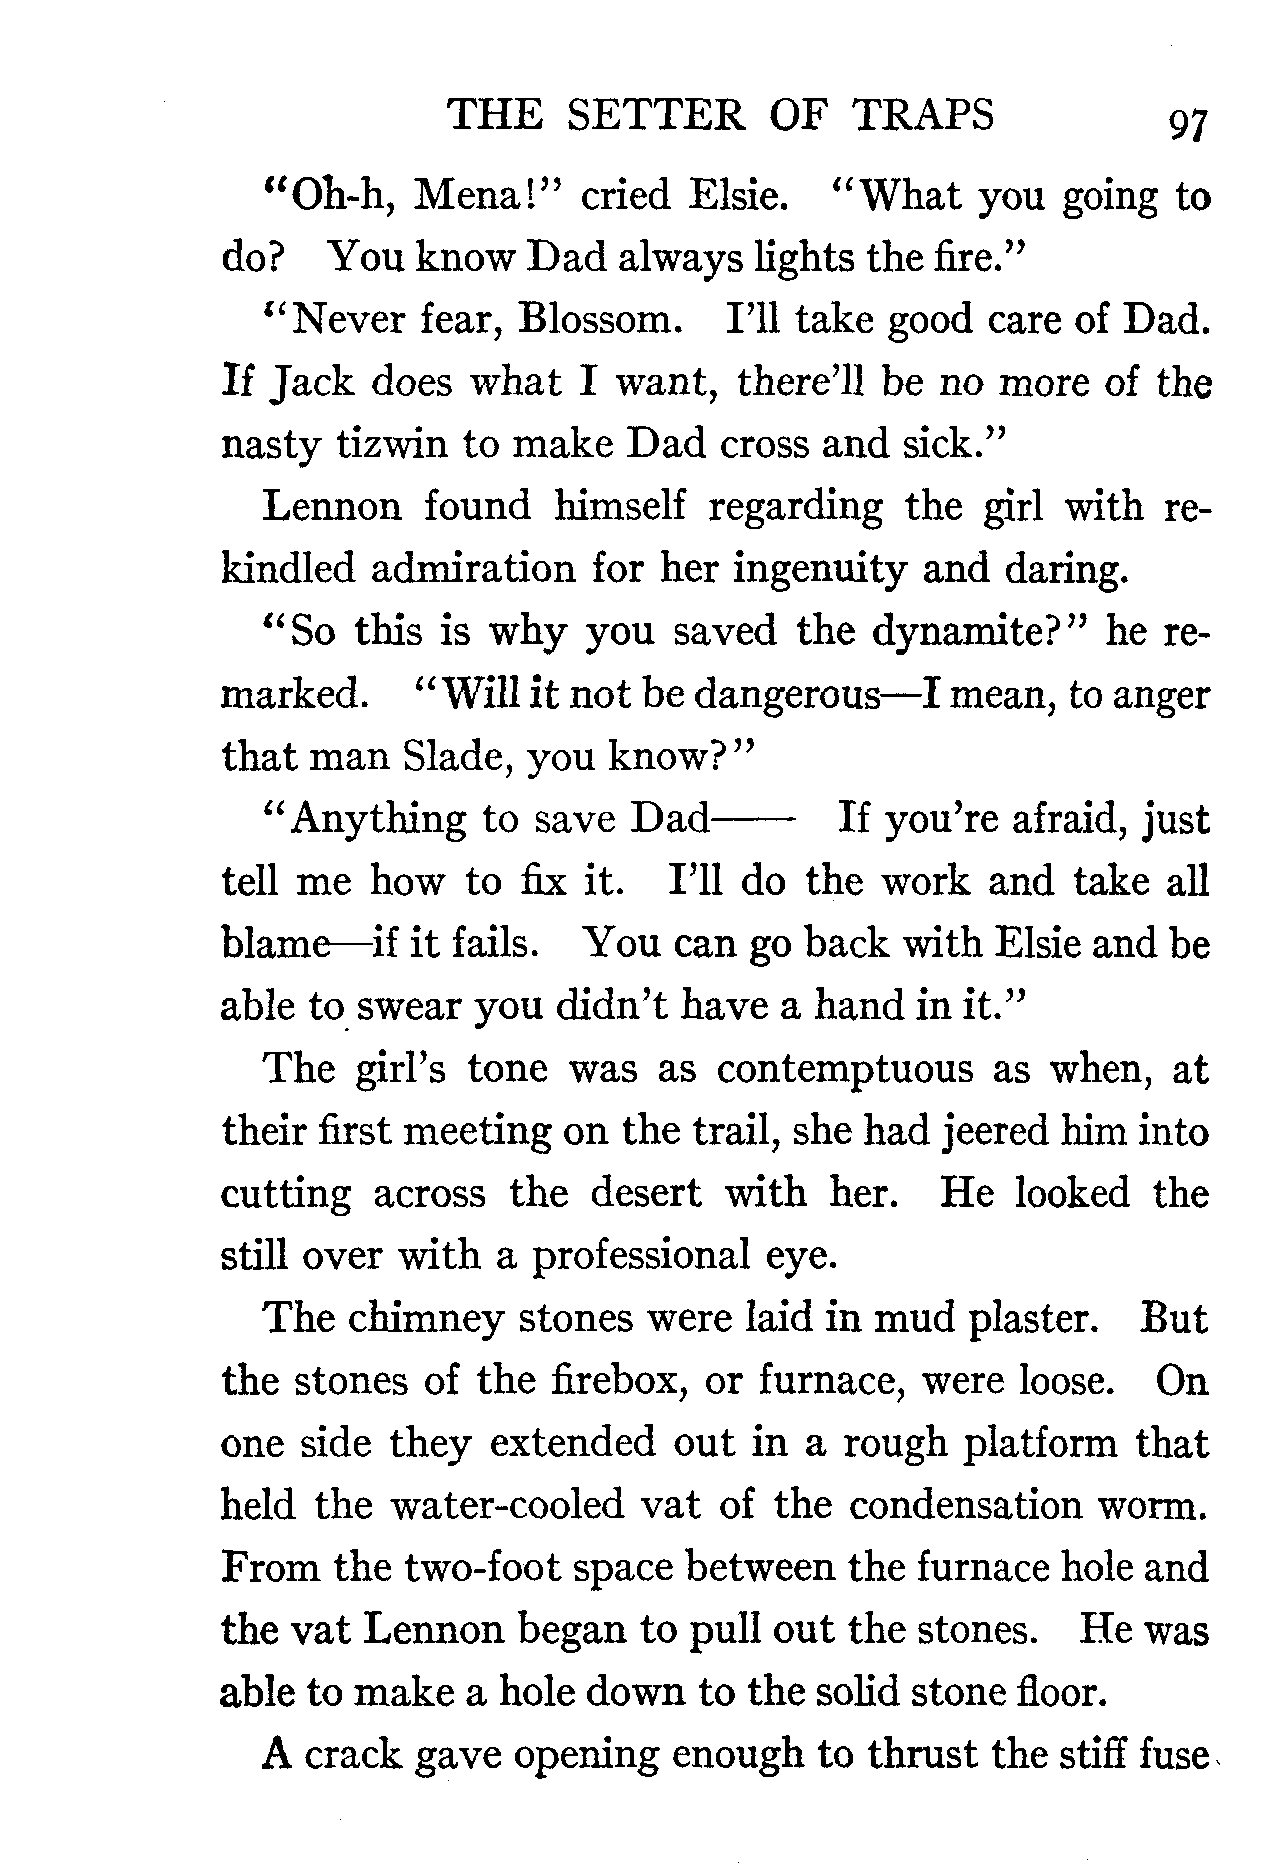 THE SETTER OF TRAPS 97
"Oh-h, Mena!" cried Elsie. "What you going to
do? You know Dad always lights the fire."
"Never fear, Blossom. I'll take good care of Dad.
If Jack does what I want, there'll be no more of the
nasty tizwin to make Dad cross and sick."
Lennon found himself regarding the girl with re-
kindled admiration for her ingenuity and daring.
"So this is why you saved the dynamite?" he re-
marked. "Will it not be dangerous—I mean, to anger
that man Slade, you know?"
"Anything to save Dad—— If you're afraid, just
tell me how to fix it. I'll do the work and take all
blame—if it fails. You can go back with Elsie and be
able to swear you didn't have a hand in it."
The girl's tone was as contemptuous as when, at
their first meeting on the trail, she had jeered him into
cutting across the desert with her. He looked the
still over with a professional eye.
The chimney stones were laid in mud plaster. But
the stones of the firebox, or furnace, were loose. On
one side they extended out in a rough platform that
held the water-cooled vat of the condensation worm.
From the two-foot space between the furnace hole and
the vat Lennon began to pull out the stones. He was
able to make a hole down to the solid stone floor.
A crack gave opening enough to thrust the stiff fuse